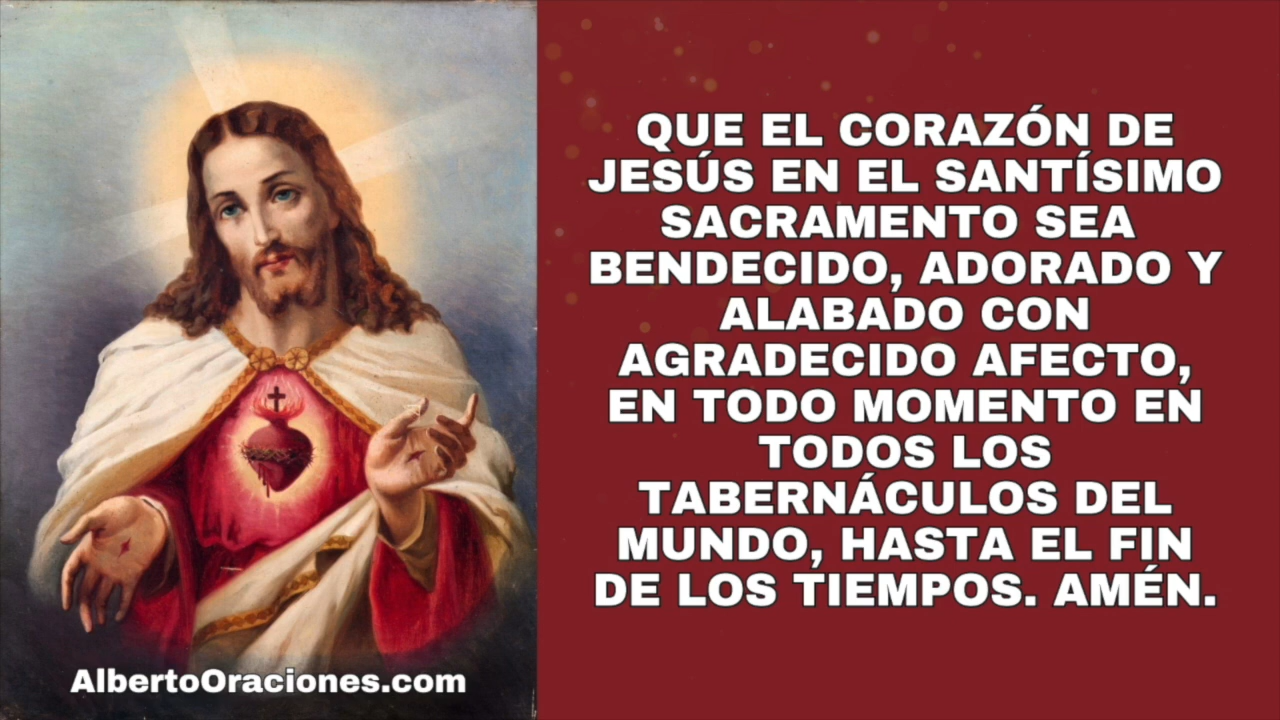 QUE EL CORAZÓN DE
JESÚS EN EL SANTÍSIMO
SACRAMENTO SEA
BENDECIDO, ADORADO Y
ALABADO CON
AGRADECIDO AFECTO,
EN TODO MOMENTO EN
TODOS LOS
TABERNÁCULOS DEL
MUNDO, HASTA EL FIN
DE LOS TIEMPOS. AMÉN.
AlbertoOraciones.com